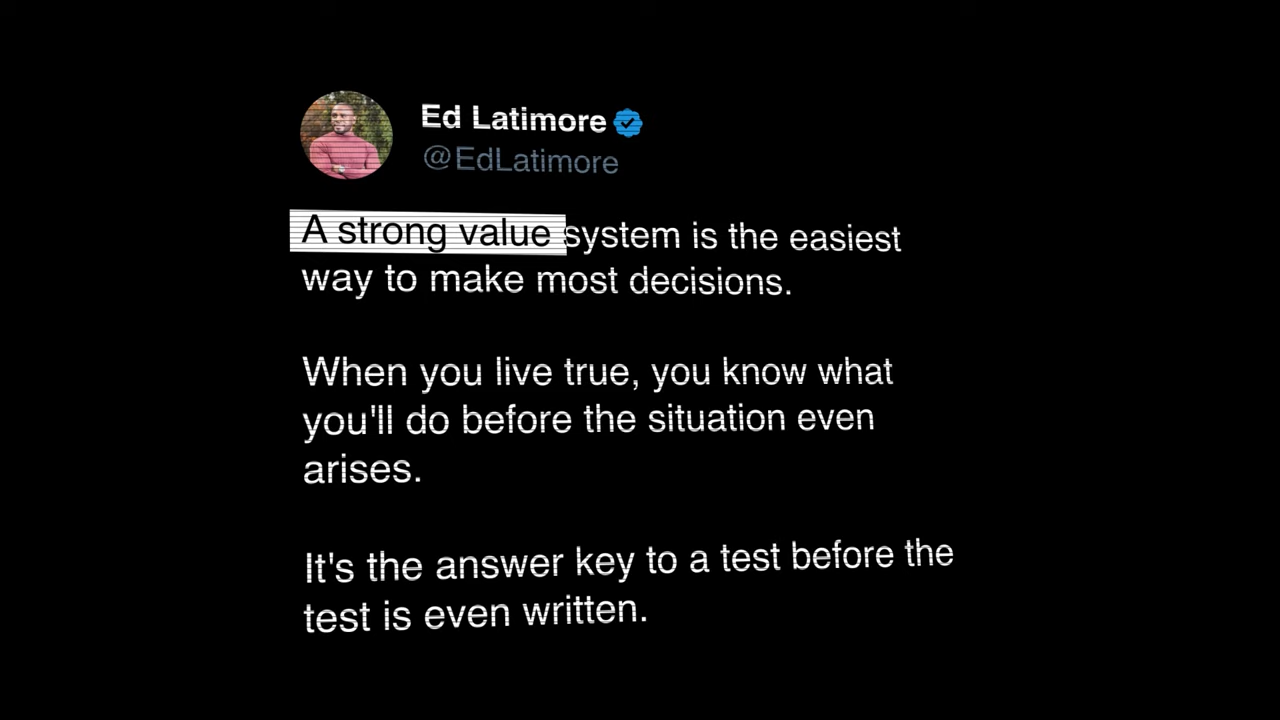 Ed Latimore
@EdLatimore
A strong value system is the easiest
way to make most decisions.
When you live true, you know what
you'll do before the situation even
arises.
It's the answer key to a test before the
test is even written.